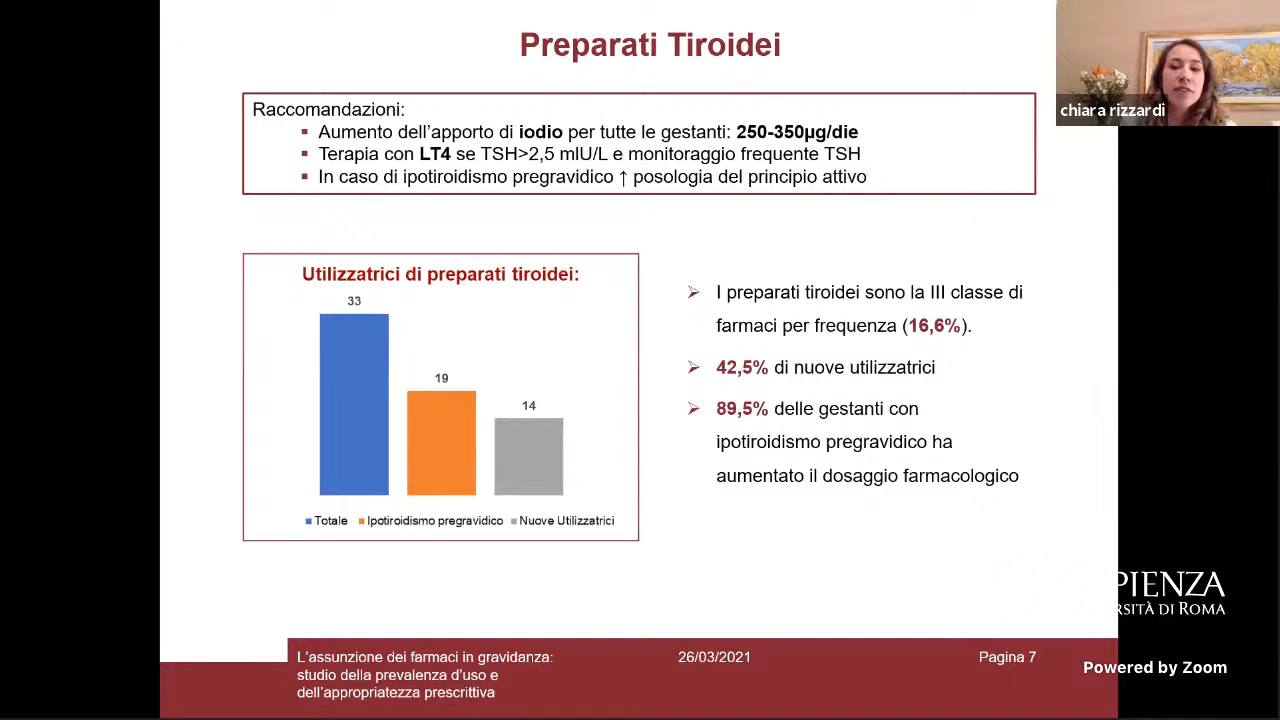 Preparati Tiroidei
chiara rizzardi
Raccomandazioni:
▪ Aumento dell'apporto di iodio per tutte le gestanti: 250-350µg/die
▪ Terapia con LT4 se TSH>2,5 mIU/L e monitoraggio frequente TSH
▪ In caso di ipotiroidismo pregravidico ↑ posologia del principio attivo
Utilizzatrici di preparati tiroidei:
33
19
14
Totale Ipotiroidismo pregravidico Nuove Utilizzatrici
I preparati tiroidei sono la III classe di
farmaci per frequenza (16,6%).
42,5% di nuove utilizzatrici
89,5% delle gestanti con
ipotiroidismo pregravidico ha
aumentato il dosaggio farmacologico
PIENZA
RSITÀ DI ROMA
L'assunzione dei farmaci in gravidanza:
studio della prevalenza d'uso e
dell'appropriatezza prescrittiva
26/03/2021
Pagina 7
Powered by Zoom